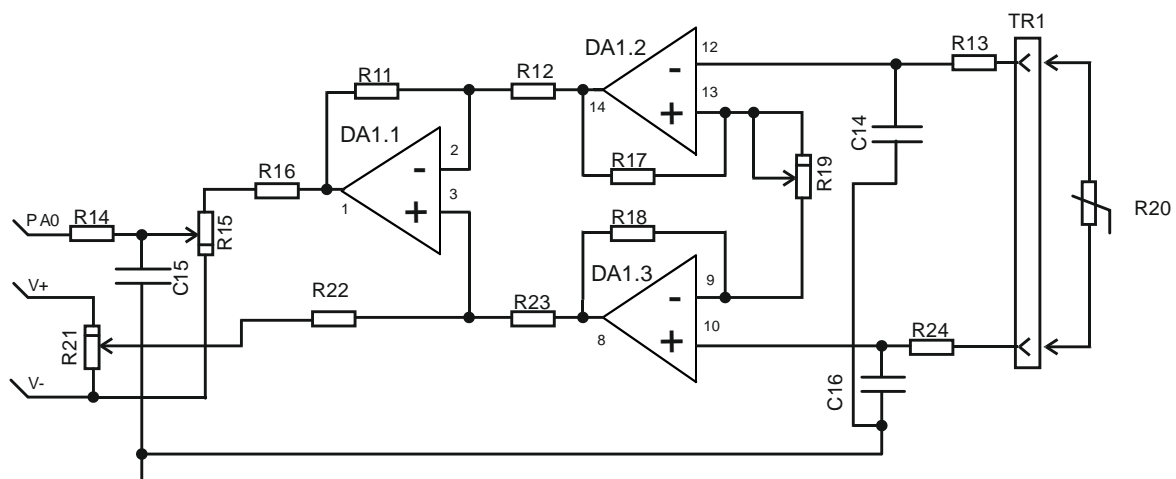 TR1
DA1.2
12
R13
R11
R12
-
14
13
+
DA1.1
C14
R17
R19
2
-
R16
3
+
1
R20
PA0
R14
R15
R18
C15
DA1.3
9
-
V+
R22
R23
10
R24
8
+
R21
V-
C16